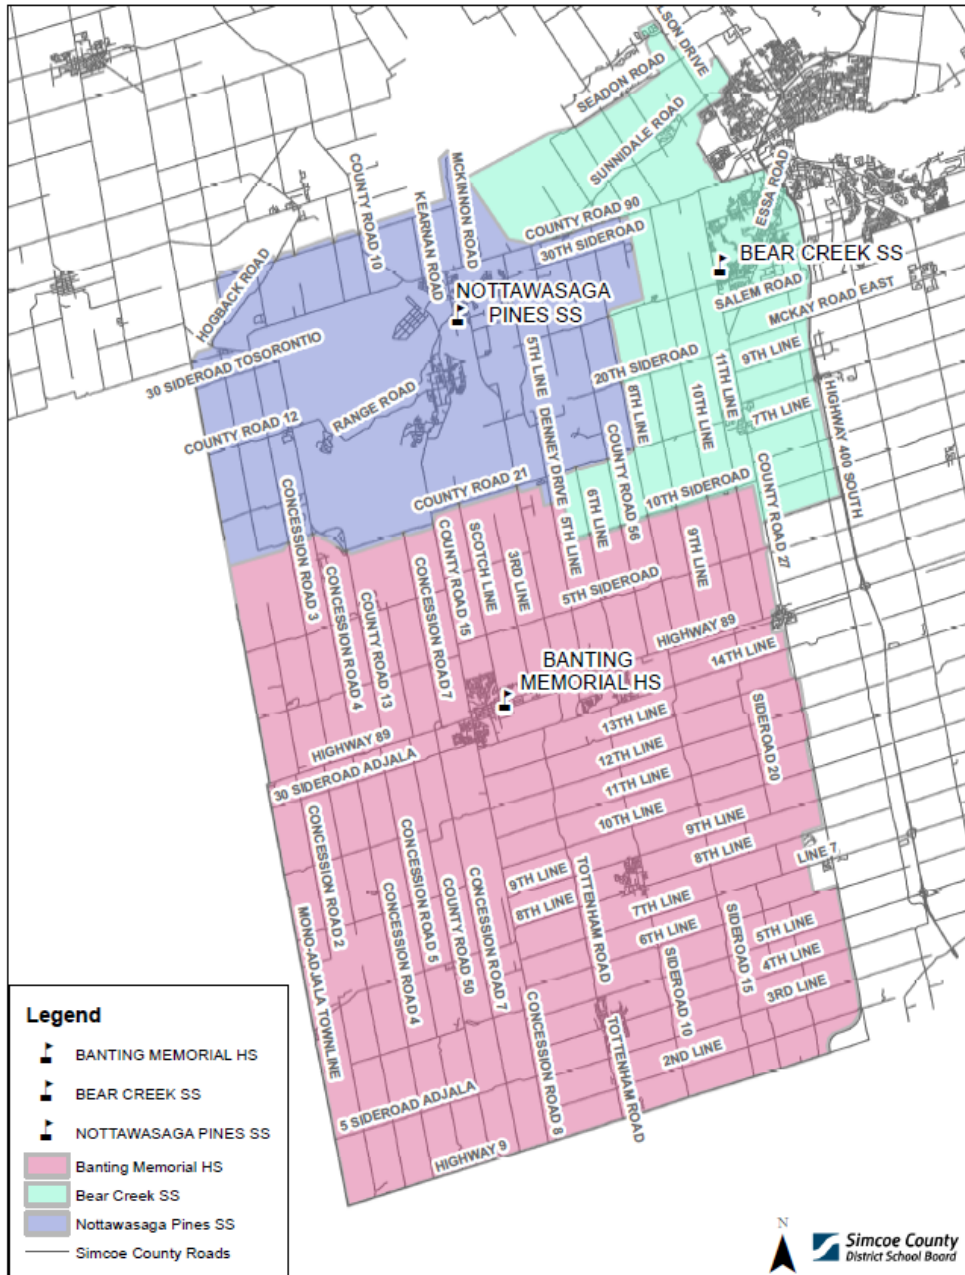 LSON DRIVE
SEADON ROAD
SUNNIDALE ROAD
ESSA ROAD
COUNTY ROAD 10
MCKINNON ROAD
KEARNAN ROAD
COUNTY ROAD 90
30TH SIDEROAD
BEAR CREEK SS
HOGBACK ROAD
NOTTAWASAGA
PINES SS
SALEM ROAD
MCKAY ROAD EAST
30 SIDEROAD TOSORONTIO
5TH LINE
20TH SIDEROAD
11TH LINE
9TH LINE
RANGE ROAD
8TH LINE
10TH LINE
7TH LINE
HIGHWAY 400 SOUTH
COUNTY ROAD 12
DENNEY DRIVE
COUNTY ROAD 56
COUNTY ROAD 21
10TH SIDEROAD
COUNTY ROAD 27
CONCESSION ROAD 3
6TH LINE
5TH LINE
COUNTY ROAD 15
SCOTCH LINE
3RD LINE
9TH LINE
CONCESSION ROAD 4
COUNTY ROAD 13
CONCESSION ROAD 7
5TH SIDEROAD
HIGHWAY 89
14TH LINE
BANTING
MEMORIAL HS
13TH LINE
SIDEROAD 20
HIGHWAY 89
12TH LINE
30 SIDEROAD ADJALA
11TH LINE
10TH LINE
9TH LINE
CONCESSION ROAD 2
CONCESSION ROAD 5
8TH LINE
LINE 7
9TH LINE
TOTTENHAM ROAD
8TH LINE
7TH LINE
CONCESSION ROAD 4
COUNTY ROAD 50
CONCESSION ROAD 7
MONO-ADJALA TOWNLINE
6TH LINE
SIDEROAD 15
5TH LINE
4TH LINE
SIDEROAD 10
3RD LINE
CONCESSION ROAD 8
TOTTENHAM ROAD
2ND LINE
5 SIDEROAD ADJALA
HIGHWAY 9
Legend
BANTING MEMORIAL HS
BEAR CREEK SS
NOTTAWASAGA PINES SS
Banting Memorial HS
Bear Creek SS
Nottawasaga Pines SS
Simcoe County Roads
N
Simcoe County
District School Board